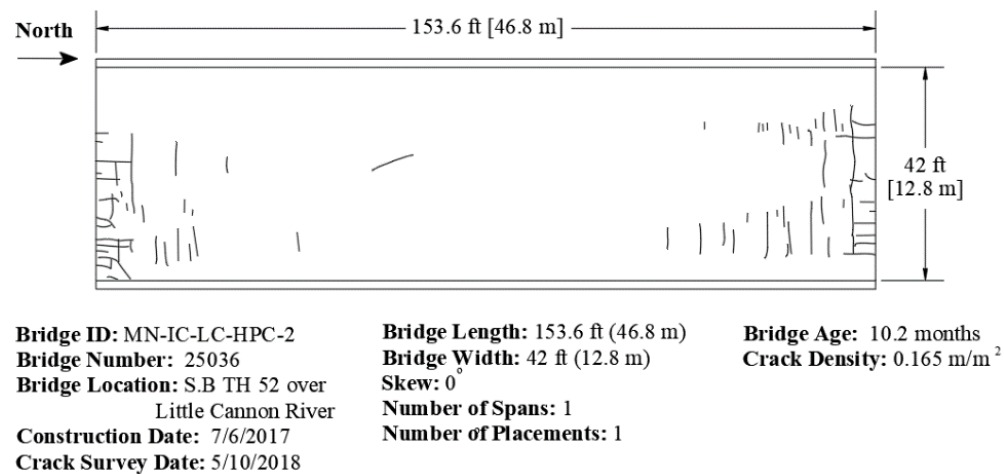 North
153.6 ft [46.8 m]
42 ft
[12.8 m]
Bridge ID: MN-IC-LC-HPC-2
Bridge Number: 25036
Bridge Location: S.B TH 52 over
Little Cannon River
Construction Date: 7/6/2017
Crack Survey Date: 5/10/2018
Bridge Length: 153.6 ft (46.8 m)
Bridge Width: 42 ft (12.8 m)
Skew: 0°
Number of Spans: 1
Number of Placements: 1
Bridge Age: 10.2 months
Crack Density: 0.165 m/m²